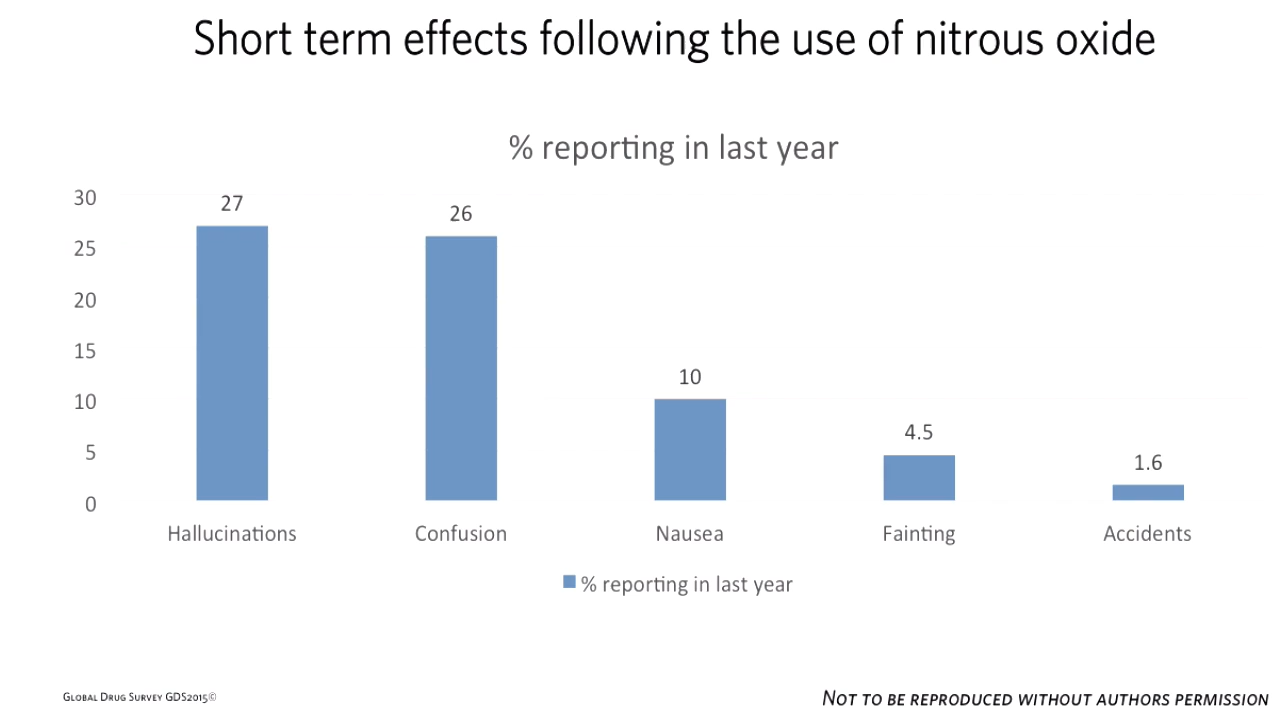 Short term effects following the use of nitrous oxide
% reporting in last year
30
25
20
15
10
5
0
27
26
10
4.5
1.6
Hallucinations
Confusion
Nausea
Fainting
Accidents
% reporting in last year
Global Drug Survey GDS2015©
Not to be reproduced without authors permission